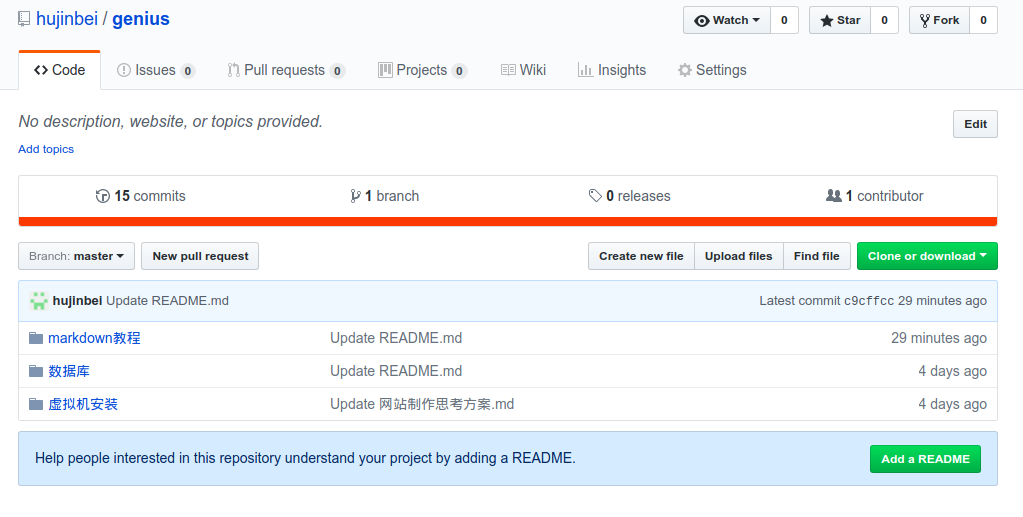 hujinbei / genius
Watch 0 Star 0 Fork 0
Code Issues 0 Pull requests 0 Projects 0 Wiki Insights Settings
No description, website, or topics provided.
Edit
Add topics
15 commits 1 branch 0 releases 1 contributor
Branch: master New pull request Create new file Upload files Find file Clone or download
hujinbei Update README.md Latest commit c9cffcc 29 minutes ago
markdown教程 Update README.md 29 minutes ago
数据库 Update README.md 4 days ago
虚拟机安装 Update 网站制作思考方案.md 4 days ago
Help people interested in this repository understand your project by adding a README. Add a README